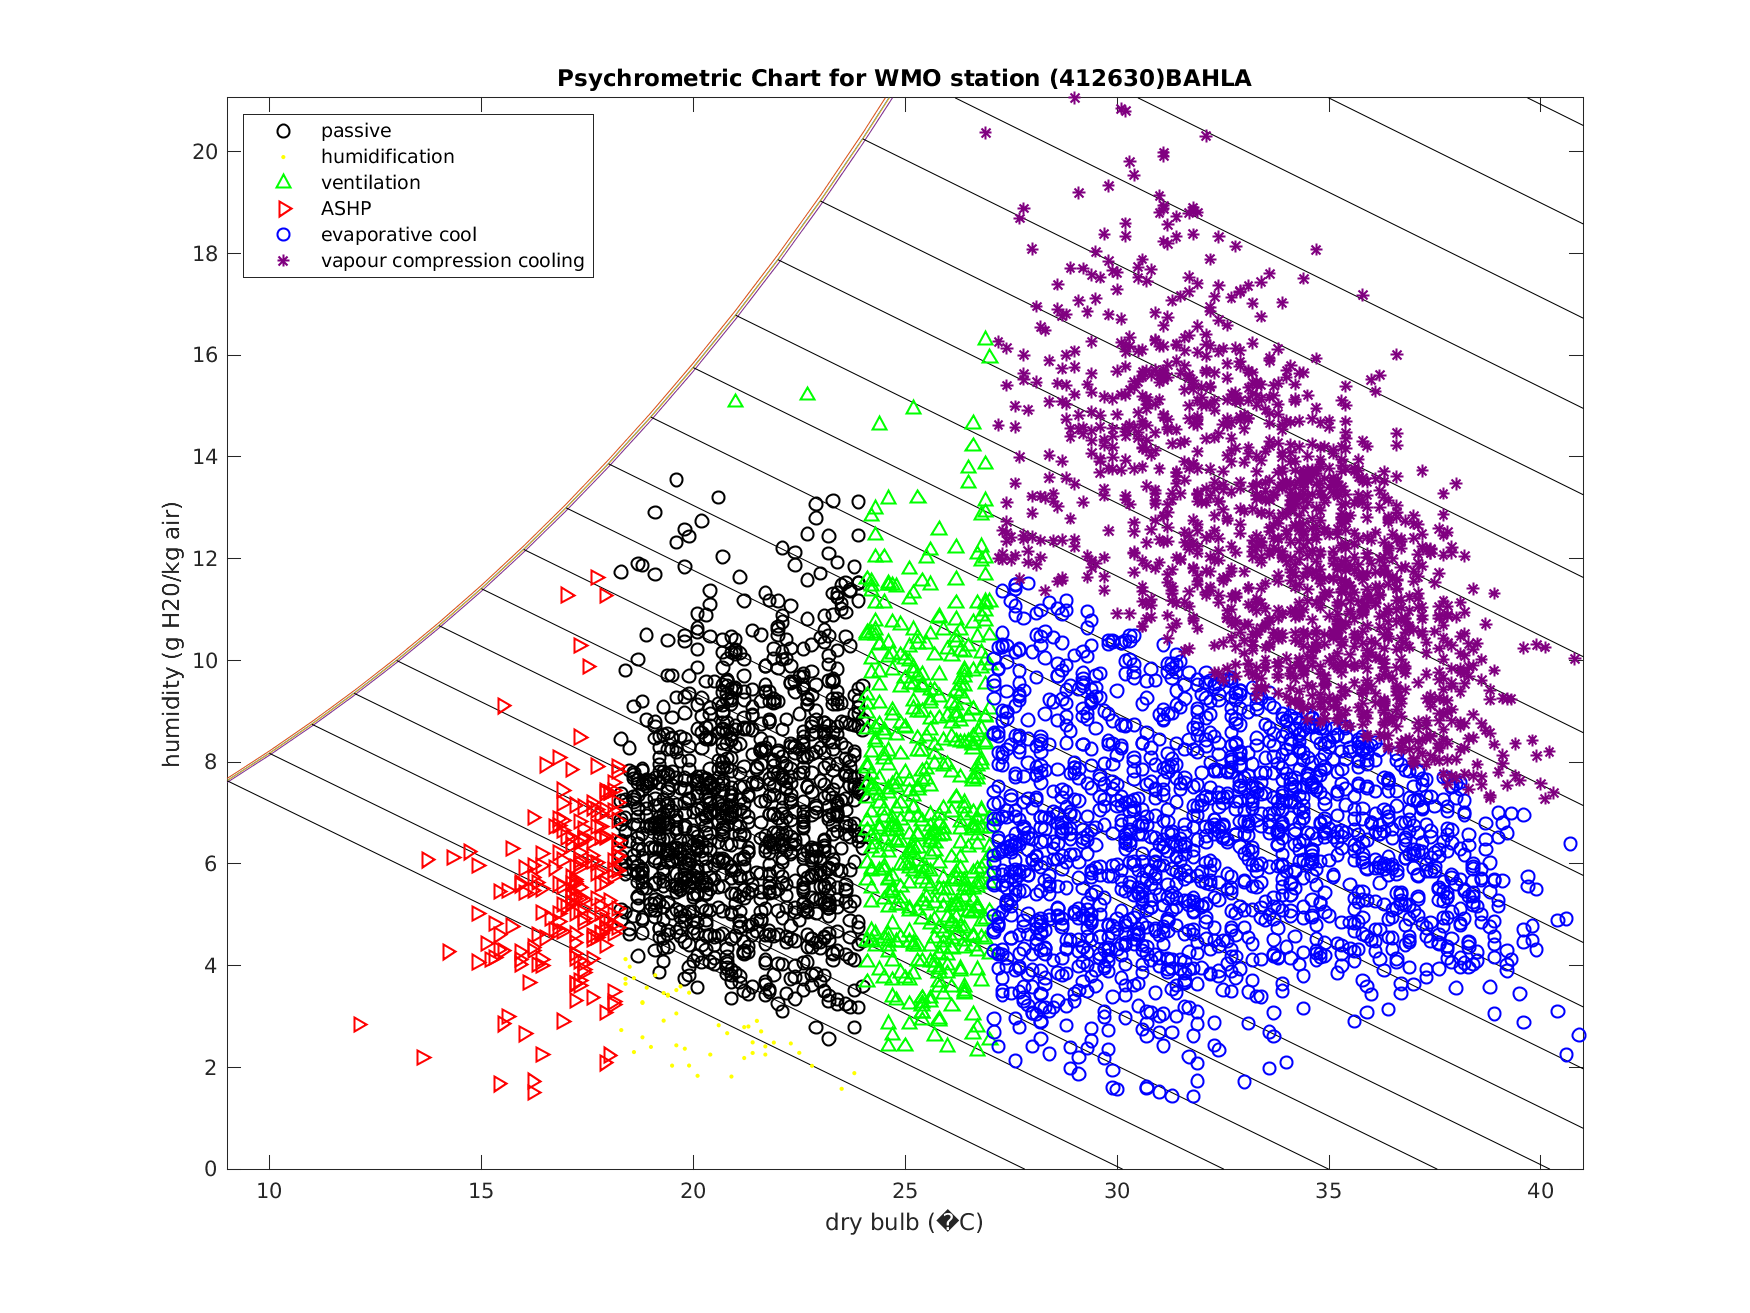 Psychrometric Chart for WMO station (412630)BAHLA
passive
humidification
ventilation
ASHP
evaporative cool
vapour compression cooling
humidity (g H20/kg air)
20
18
16
14
12
10
8
6
4
2
0
10 15 20 25 30 35 40
dry bulb (�C)